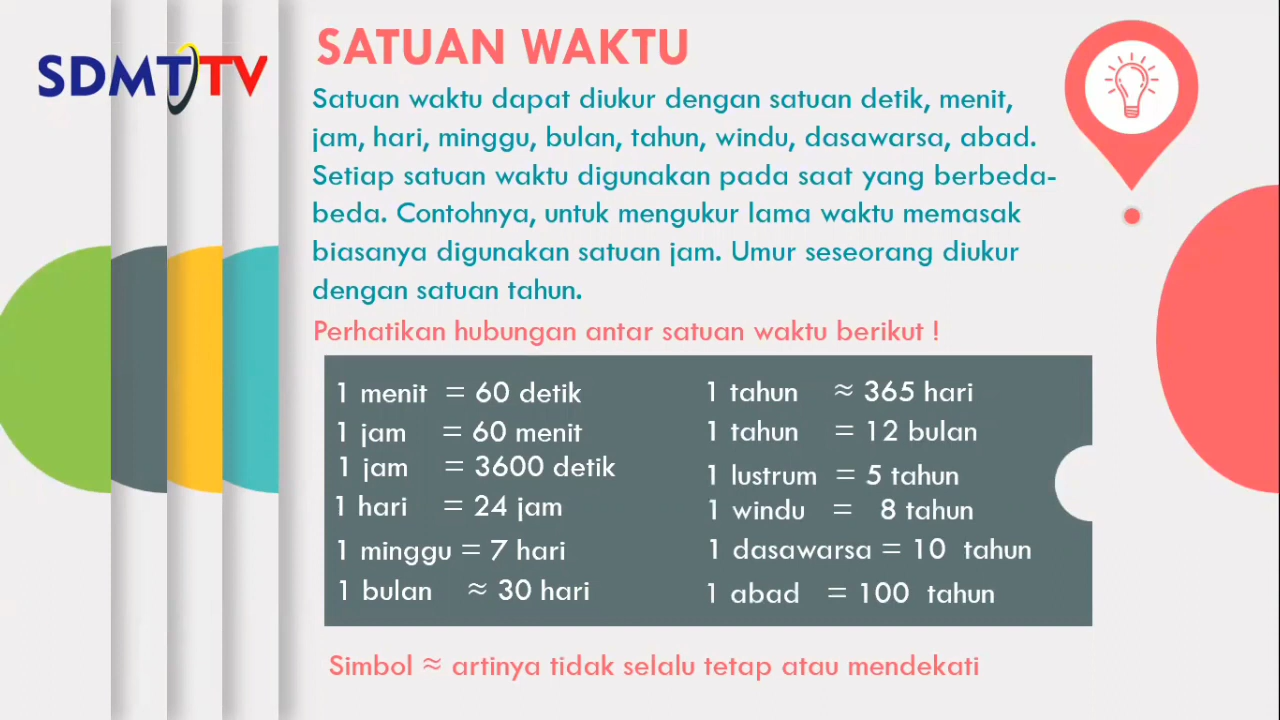 SDMT TV
SATUAN WAKTU
Satuan waktu dapat diukur dengan satuan detik, menit,
jam, hari, minggu, bulan, tahun, windu, dasawarsa, abad.
Setiap satuan waktu digunakan pada saat yang berbeda-
beda. Contohnya, untuk mengukur lama waktu memasak
biasanya digunakan satuan jam. Umur seseorang diukur
dengan satuan tahun.
Perhatikan hubungan antar satuan waktu berikut !
1 menit = 60 detik
1 jam = 60 menit
1 jam = 3600 detik
1 hari = 24 jam
1 minggu = 7 hari
1 bulan ≈ 30 hari
1 tahun ≈ 365 hari
1 tahun = 12 bulan
1 lustrum = 5 tahun
1 windu = 8 tahun
1 dasawarsa = 10 tahun
1 abad = 100 tahun
Simbol ≈ artinya tidak selalu tetap atau mendekati